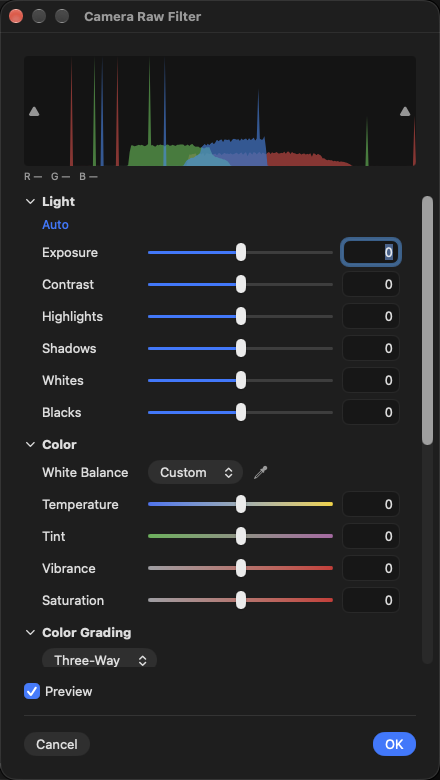 Camera Raw Filter
R — G — B —
Light
Auto
Exposure 0
Contrast 0
Highlights 0
Shadows 0
Whites 0
Blacks 0
Color
White Balance Custom
Temperature 0
Tint 0
Vibrance 0
Saturation 0
Color Grading
Three-Way
Preview
Cancel OK